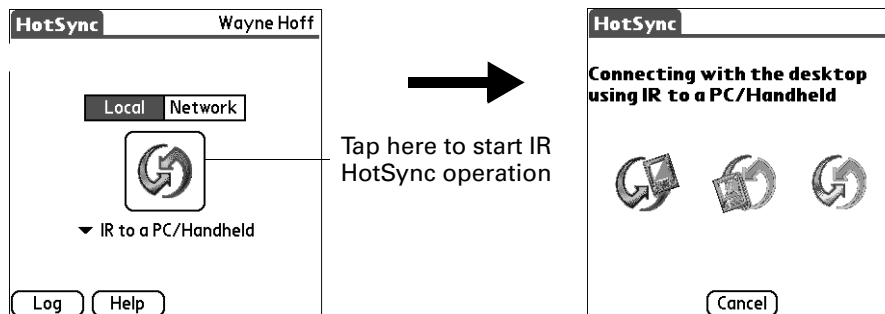 HotSync Wayne Hoff
Local Network
IR to a PC/Handheld
Log Help
Tap here to start IR
HotSync operation
HotSync
Connecting with the desktop
using IR to a PC/Handheld
Cancel